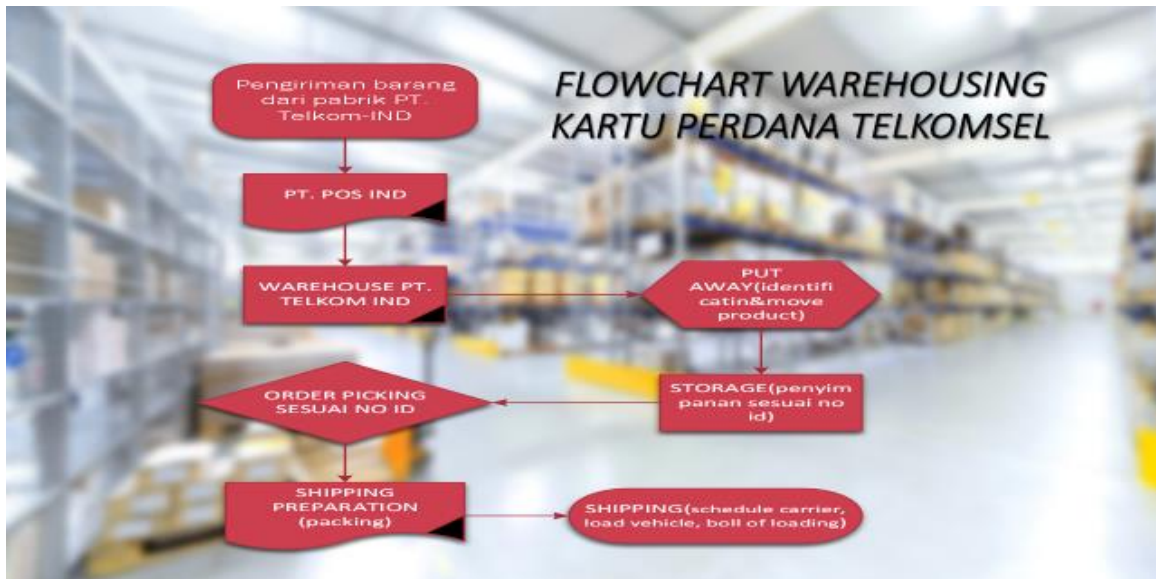 FLOWCHART WAREHOUSING
KARTU PERDANA TELKOMSEL
Pengiriman barang
dari pabrik PT.
Telkom-IND
PT. POS IND
WAREHOUSE PT.
TELKOM IND
PUT
AWAY(identifi
catin&move
product)
STORAGE(penyim
panan sesuai no
id)
ORDER PICKING
SESUAI NO ID
SHIPPING
PREPARATION
(packing)
SHIPPING(schedule carrier,
load vehicle, boll of loading)